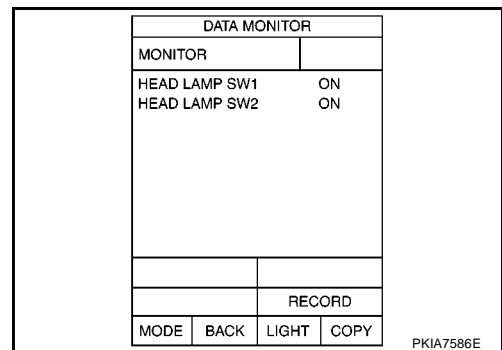 DATA MONITOR
MONITOR
HEAD LAMP SW1 ON
HEAD LAMP SW2 ON
RECORD
MODE BACK LIGHT COPY
PKIA7586E